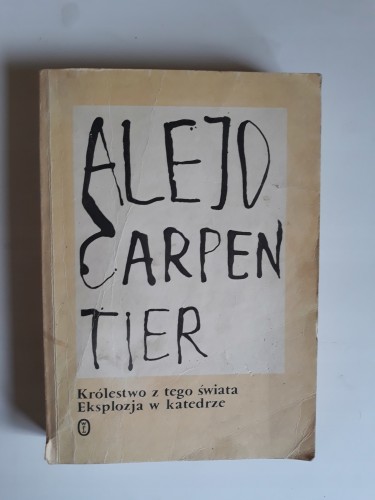 ALEJO
CARPEN
TIER
Królestwo z tego świata
Eksplozja w katedrze